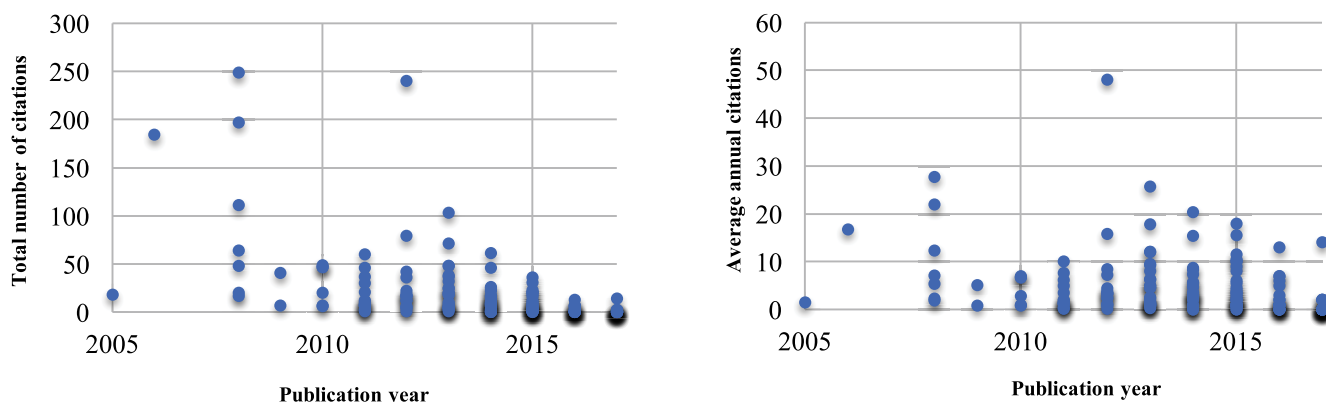 300
250
200
150
100
50
0
2005 2010 2015
Total number of citations
Publication year
60
50
40
30
20
10
0
2005 2010 2015
Average annual citations
Publication year